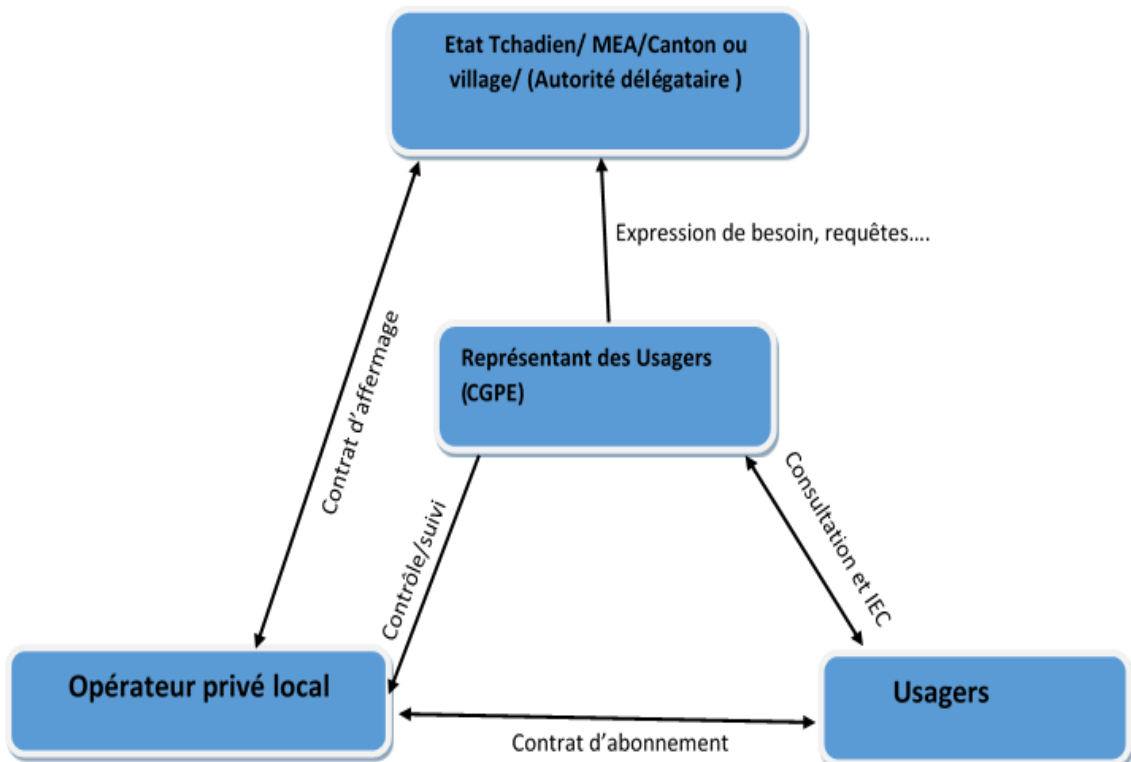 Etat Tchadien/ MEA/Canton ou
village/ (Autorité délégataire )
Expression de besoin, requêtes….
Contrat d’affermage
Représentant des Usagers
(CGPE)
Contrôle/suivi
Consultation et IEC
Opérateur privé local
Usagers
Contrat d’abonnement